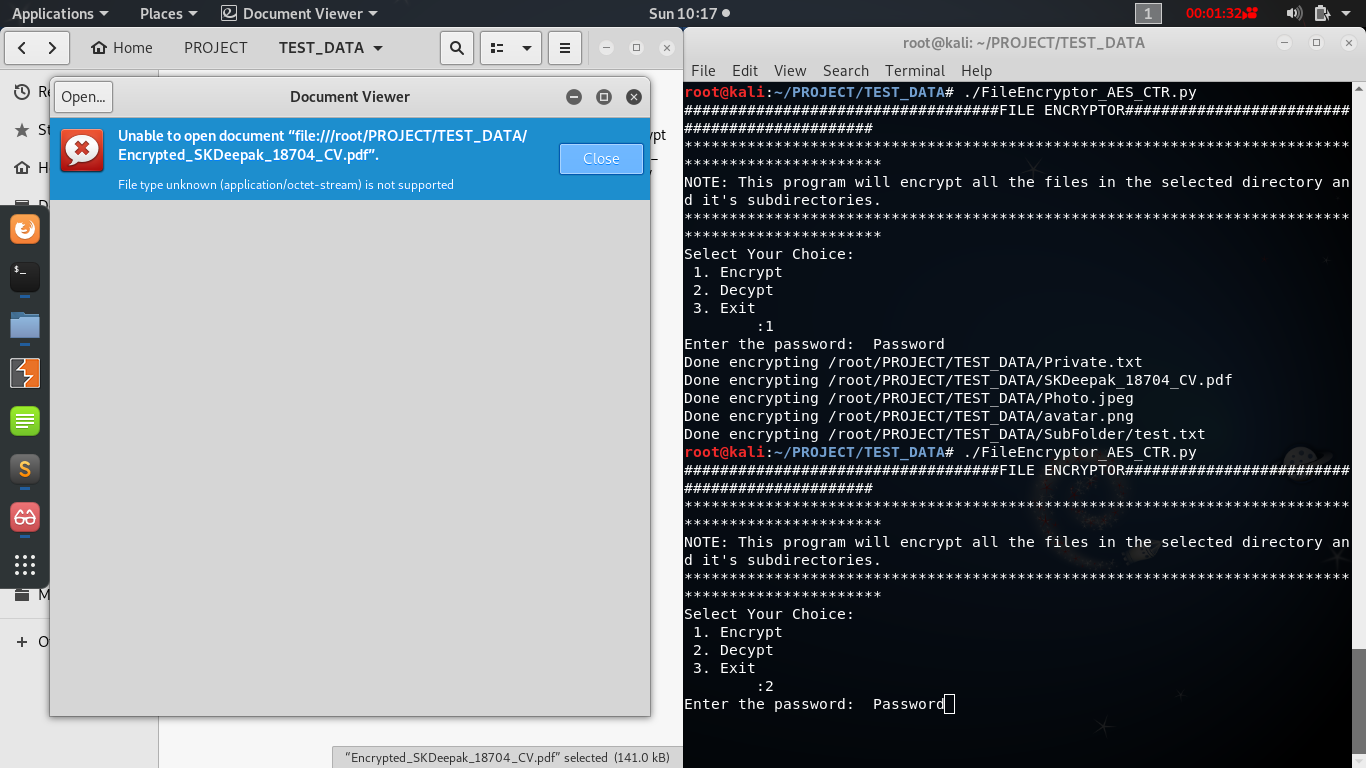 Applications Places Document Viewer Sun 10:17 1 00:01:32
Home PROJECT TEST_DATA
Re
St
H
D
M
O
ypt
Open... Document Viewer
Unable to open document “file:///root/PROJECT/TEST_DATA/
Encrypted_SKDeepak_18704_CV.pdf”.
Close
File type unknown (application/octet-stream) is not supported
“Encrypted_SKDeepak_18704_CV.pdf” selected (141.0 kB)
root@kali: ~/PROJECT/TEST_DATA
File Edit View Search Terminal Help
root@kali:~/PROJECT/TEST_DATA# ./FileEncryptor_AES_CTR.py
###################################FILE ENCRYPTOR#########################
#####################
**************************************************************************
**********************
NOTE: This program will encrypt all the files in the selected directory an
d it's subdirectories.
**************************************************************************
**********************
Select Your Choice:
1. Encrypt
2. Decypt
3. Exit
:1
Enter the password: Password
Done encrypting /root/PROJECT/TEST_DATA/Private.txt
Done encrypting /root/PROJECT/TEST_DATA/SKDeepak_18704_CV.pdf
Done encrypting /root/PROJECT/TEST_DATA/Photo.jpeg
Done encrypting /root/PROJECT/TEST_DATA/avatar.png
Done encrypting /root/PROJECT/TEST_DATA/SubFolder/test.txt
root@kali:~/PROJECT/TEST_DATA# ./FileEncryptor_AES_CTR.py
###################################FILE ENCRYPTOR#########################
#####################
**************************************************************************
**********************
NOTE: This program will encrypt all the files in the selected directory an
d it's subdirectories.
**************************************************************************
**********************
Select Your Choice:
1. Encrypt
2. Decypt
3. Exit
:2
Enter the password: Password